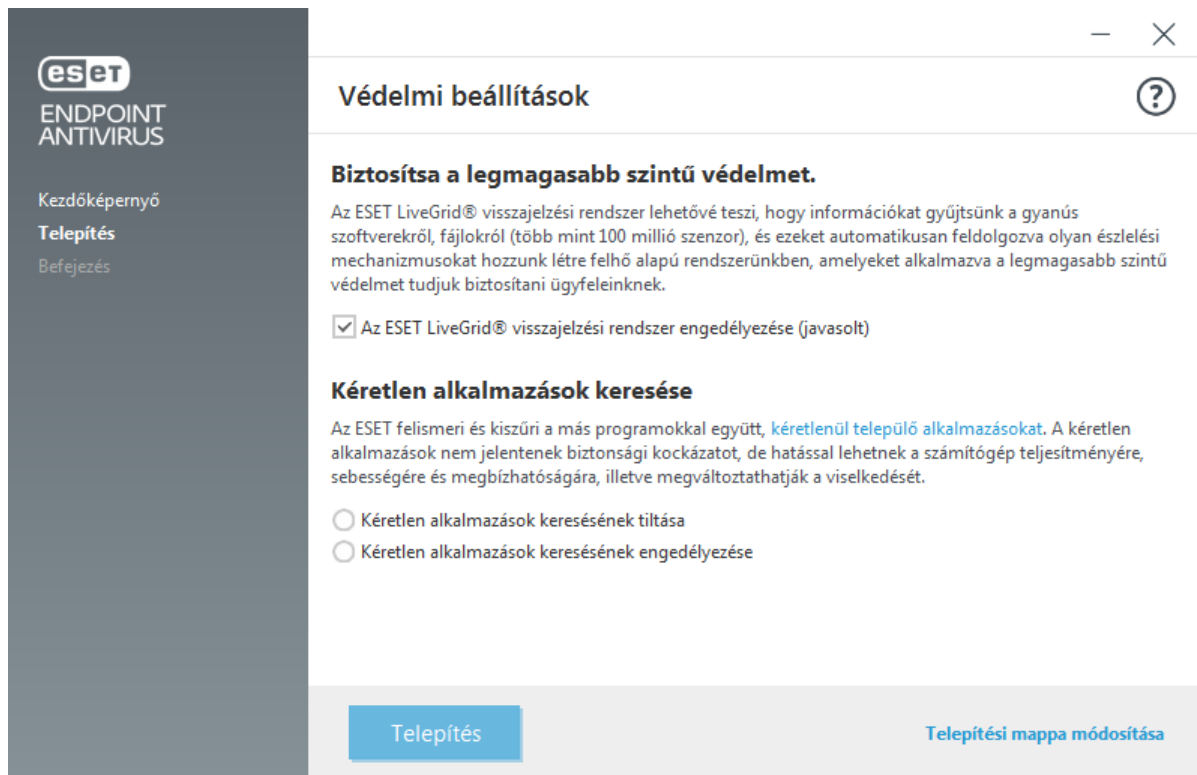 eset
ENDPOINT
ANTIVIRUS
Kezdőképernyő
Telepítés
Befejezés
Védelmi beállítások
?
Biztosítsa a legmagasabb szintű védelmet.
Az ESET LiveGrid® visszajelzési rendszer lehetővé teszi, hogy információkat gyűjtsünk a gyanús
szoftverekről, fájlokról (több mint 100 millió szenzor), és ezeket automatikusan feldolgozva olyan észlelési
mechanizmusokat hozzunk létre felhő alapú rendszerünkben, amelyeket alkalmazva a legmagasabb szintű
védelmet tudjuk biztosítani ügyfeleinknek.
Az ESET LiveGrid® visszajelzési rendszer engedélyezése (javasolt)
Kéretlen alkalmazások keresése
Az ESET felismeri és kiszűri a más programokkal együtt, kéretlenül települő alkalmazásokat. A kéretlen
alkalmazások nem jelentenek biztonsági kockázatot, de hatással lehetnek a számítógép teljesítményére,
sebességére és megbízhatóságára, illetve megváltoztathatják a viselkedését.
Kéretlen alkalmazások keresésének tiltása
Kéretlen alkalmazások keresésének engedélyezése
Telepítés
Telepítési mappa módosítása